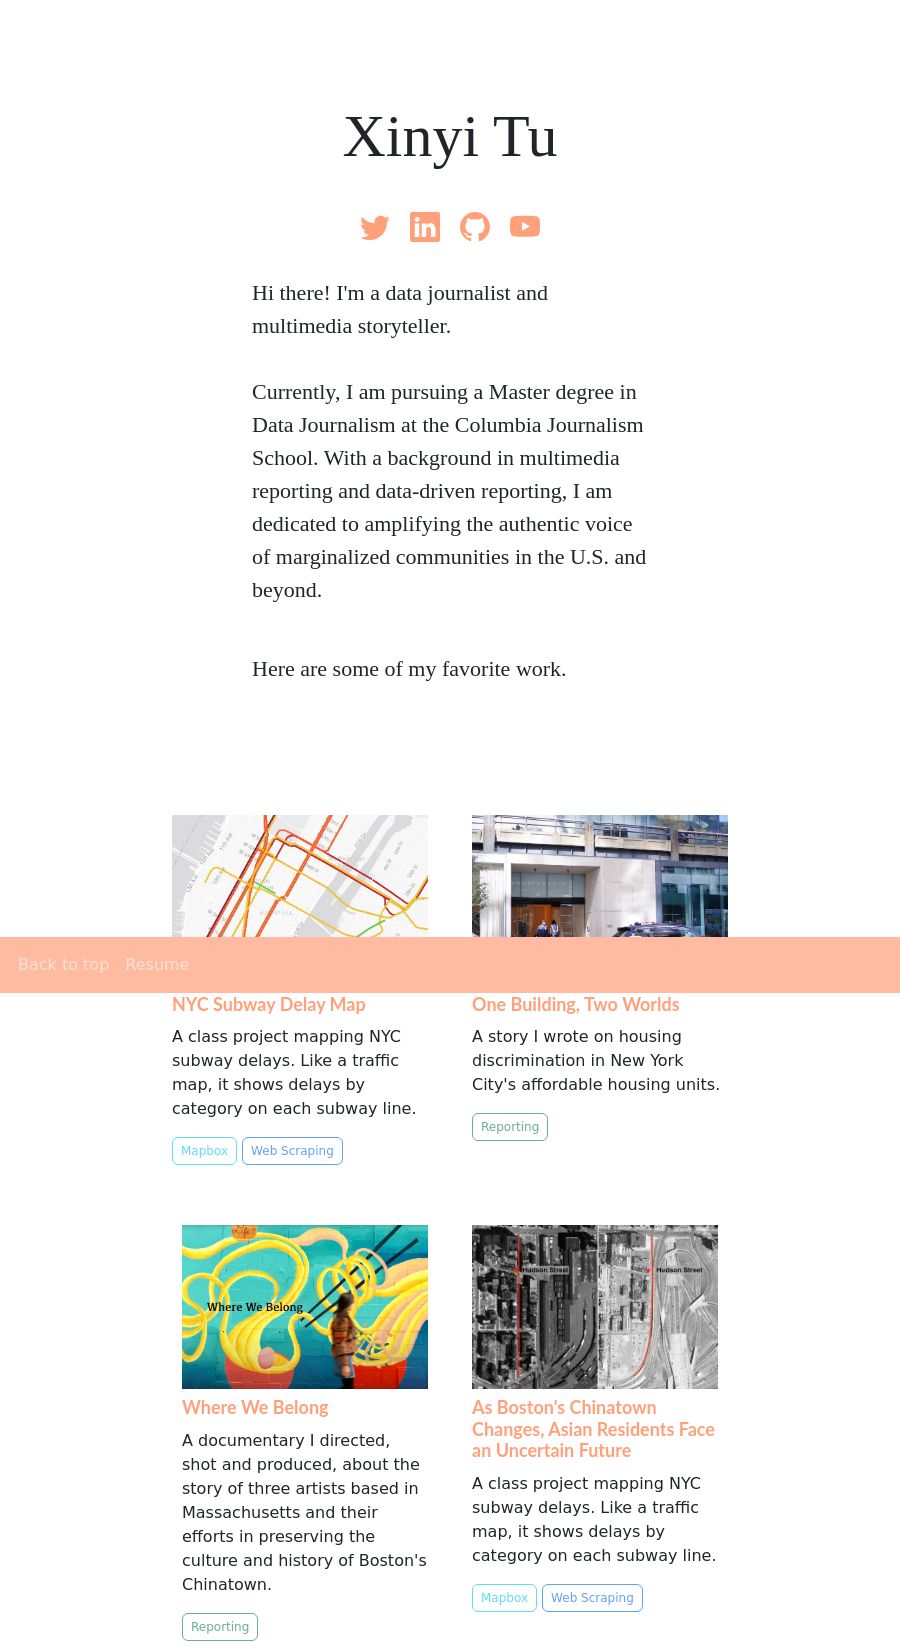 Xinyi Tu
Hi there! I'm a data journalist and
multimedia storyteller.
Currently, I am pursuing a Master degree in
Data Journalism at the Columbia Journalism
School. With a background in multimedia
reporting and data-driven reporting, I am
dedicated to amplifying the authentic voice
of marginalized communities in the U.S. and
beyond.
Here are some of my favorite work.
Back to top Resume
NYC Subway Delay Map
A class project mapping NYC
subway delays. Like a traffic
map, it shows delays by
category on each subway line.
Mapbox Web Scraping
One Building, Two Worlds
A story I wrote on housing
discrimination in New York
City's affordable housing units.
Reporting
Where We Belong
Where We Belong
A documentary I directed,
shot and produced, about the
story of three artists based in
Massachusetts and their
efforts in preserving the
culture and history of Boston's
Chinatown.
Reporting
Hudson Street Hudson Street
As Boston's Chinatown
Changes, Asian Residents Face
an Uncertain Future
A class project mapping NYC
subway delays. Like a traffic
map, it shows delays by
category on each subway line.
Mapbox Web Scraping